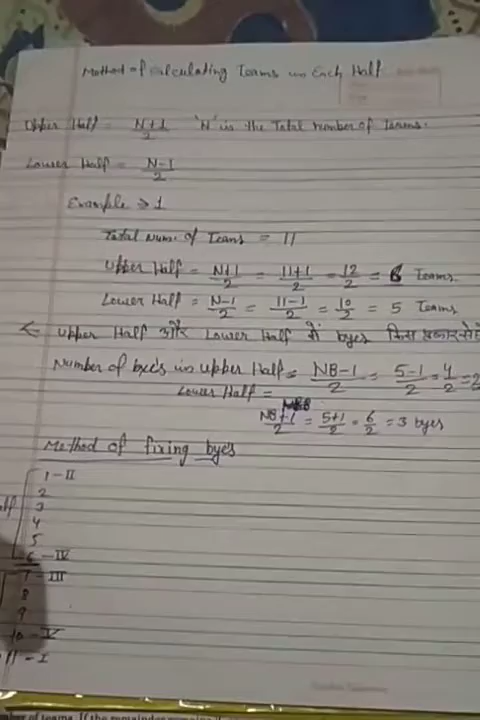 Method of calculating Teams in Each Half
Upper Half = N+1/2 'N' is the Total number of Teams.
Lower Half = N-1/2
Example → 1
Total Num. of Teams = 11
Upper Half = N+1/2 = 11+1/2 = 12/2 = 6 Teams.
Lower Half = N-1/2 = 11-1/2 = 10/2 = 5 Teams
← Upper Half और Lower Half में byes किस
Number of bye's in upper Half = NB-1/2 = 5-1/2 = 4/2 = 2
Lower Half =
NB+1/2 = 5+1/2 = 6/2 = 3 byes
Method of fixing bye's
1 - II
2
3
4
5
6 - IV
7 - III
8
9
10 - V
11 - I